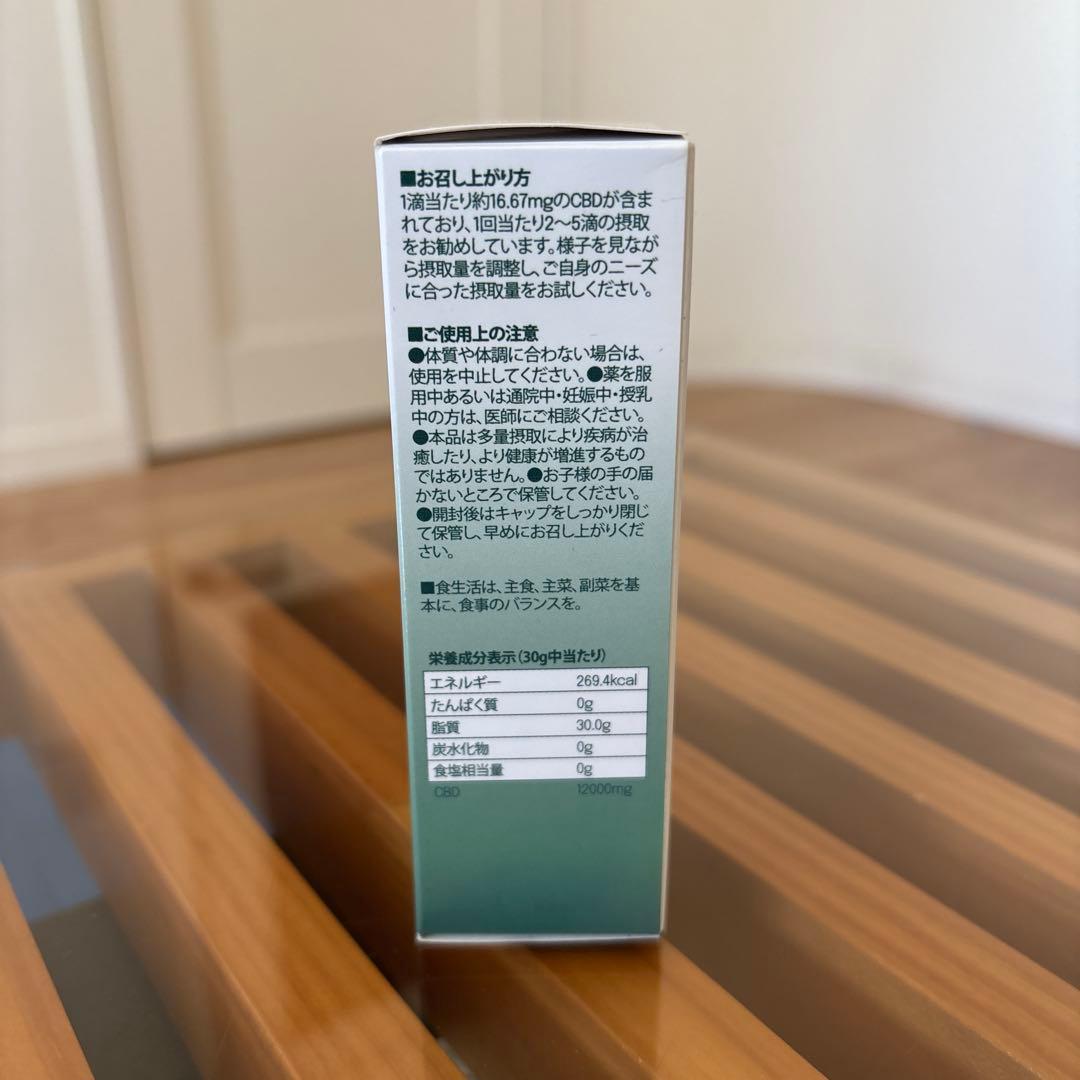 ■お召し上がり方
1滴当たり約16.67mgのCBDが含ま
れており、1回当たり2〜5滴の摂取
をお勧めしています。様子を見なが
ら摂取量を調整し、ご自身のニーズ
に合った摂取量をお試しください。
■ご使用上の注意
●体質や体調に合わない場合は、
使用を中止してください。●薬を服
用中あるいは通院中・妊娠中・授乳
中の方は、医師にご相談ください。
●本品は多量摂取により疾病が治
癒したり、より健康が増進するもの
ではありません。●お子様の手の届
かないところで保管してください。
●開封後はキャップをしっかり閉じ
て保管し、早めにお召し上がりくだ
さい。
■食生活は、主食、主菜、副菜を基
本に、食事のバランスを。
栄養成分表示(30g中当たり)
エネルギー 269.4kcal
たんぱく質 0g
脂質 30.0g
炭水化物 0g
食塩相当量 0g
CBD 12000mg